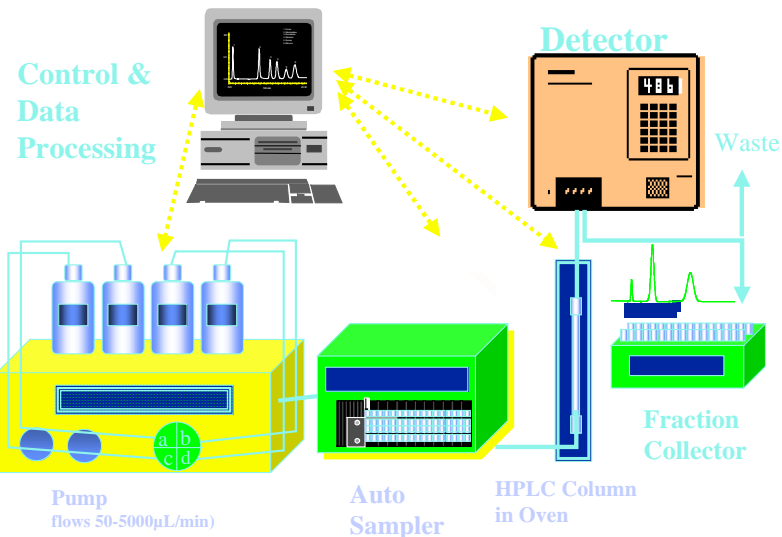 Control &
Data
Processing
Detector
486
Waste
a b
c d
Fraction
Collector
Pump
flows 50-5000µL/min)
Auto
Sampler
HPLC Column
in Oven